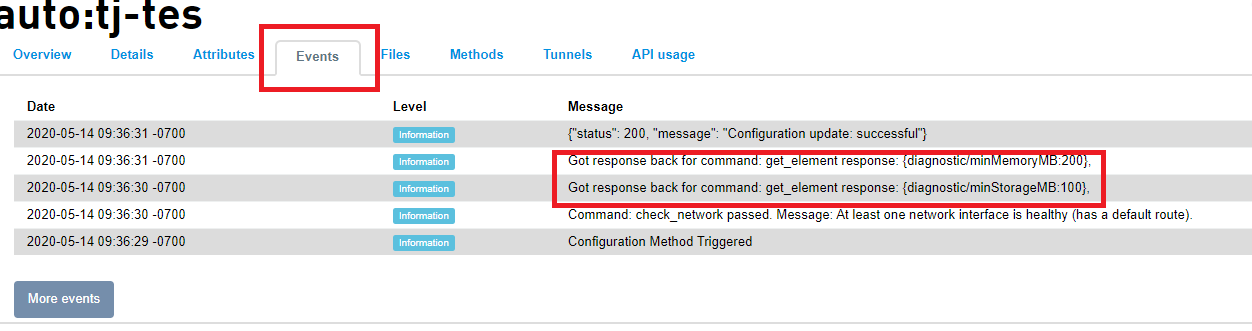 auto:tj-tes
Overview Details Attributes Events Files Methods Tunnels API usage
Date Level Message
2020-05-14 09:36:31 -0700 Information {"status": 200, "message": "Configuration update: successful"}
2020-05-14 09:36:31 -0700 Information Got response back for command: get_element response: {diagnostic/minMemoryMB:200},
2020-05-14 09:36:30 -0700 Information Got response back for command: get_element response: {diagnostic/minStorageMB:100},
2020-05-14 09:36:30 -0700 Information Command: check_network passed. Message: At least one network interface is healthy (has a default route).
2020-05-14 09:36:29 -0700 Information Configuration Method Triggered
More events